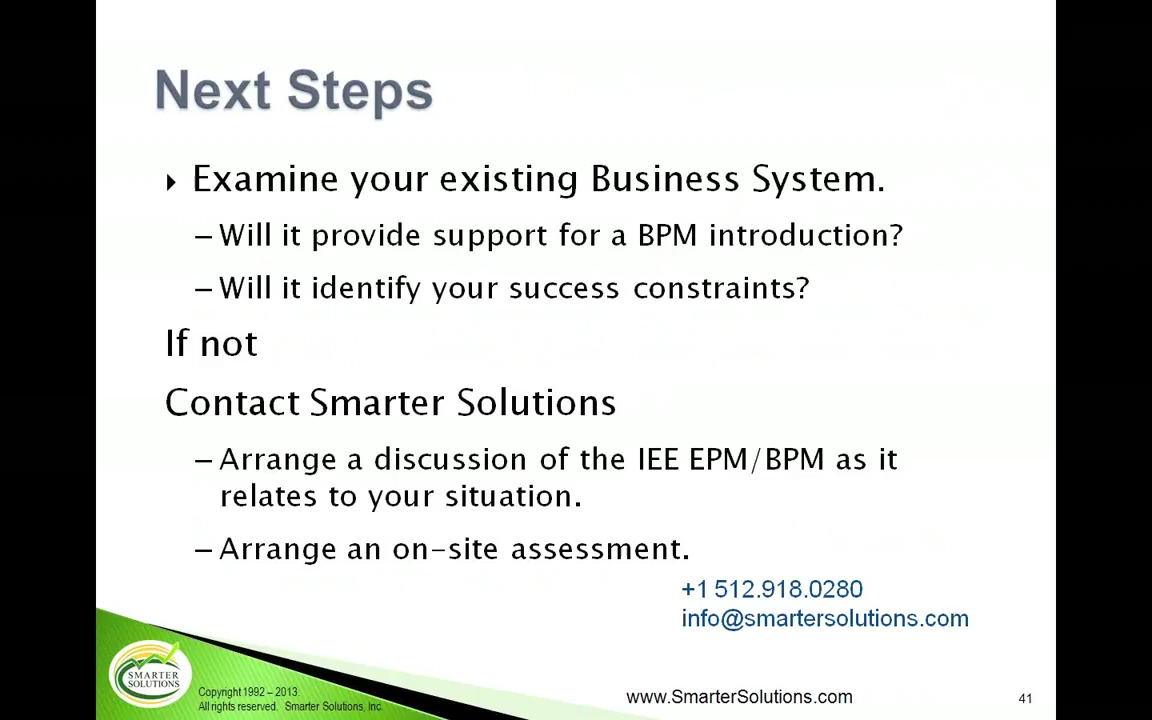 Next Steps
Examine your existing Business System.
– Will it provide support for a BPM introduction?
– Will it identify your success constraints?
If not
Contact Smarter Solutions
– Arrange a discussion of the IEE EPM/BPM as it
relates to your situation.
– Arrange an on-site assessment.
+1 512.918.0280
info@smartersolutions.com
SMARTER
SOLUTIONS
Copyright 1992 – 2013.
All rights reserved. Smarter Solutions, Inc.
www.SmarterSolutions.com
41